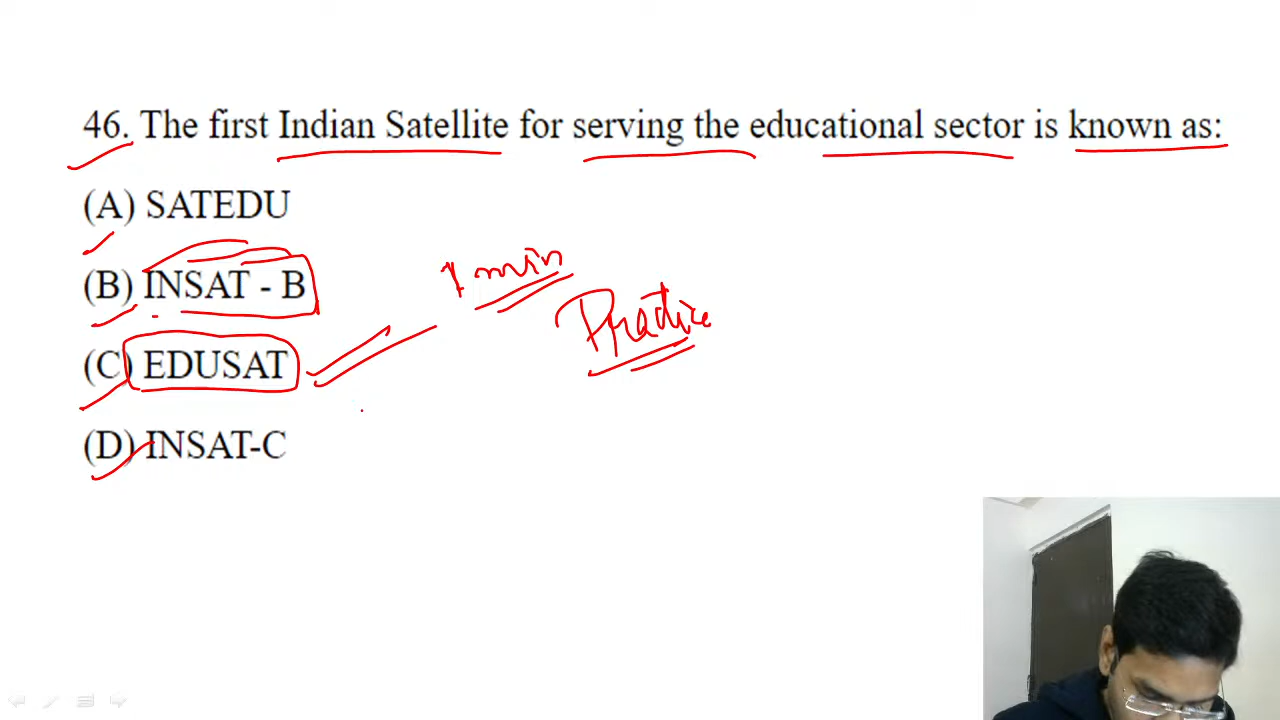 46. The first Indian Satellite for serving the educational sector is known as:
(A) SATEDU
(B) INSAT - B
1 min
Practice
(C) EDUSAT
(D) INSAT-C